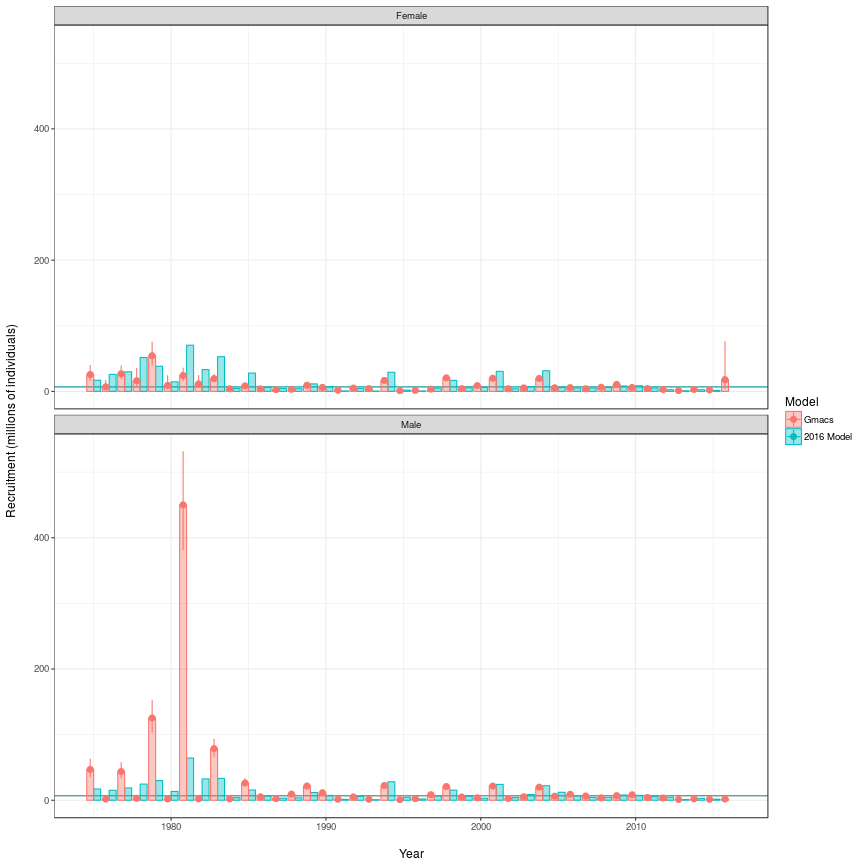 Female
400
200
0
Male
400
200
0
1980
1990
2000
2010
Year
Recruitment (millions of individuals)
Model
Gmacs
2016 Model